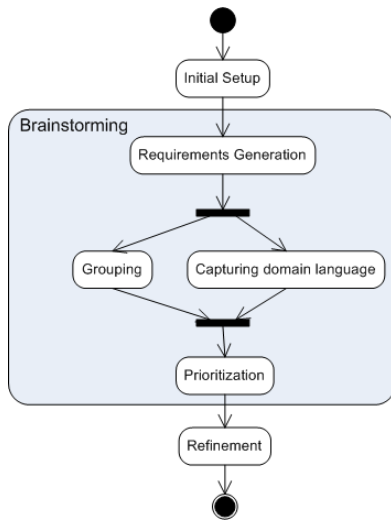 Initial Setup
Brainstorming
Requirements Generation
Grouping
Capturing domain language
Prioritization
Refinement